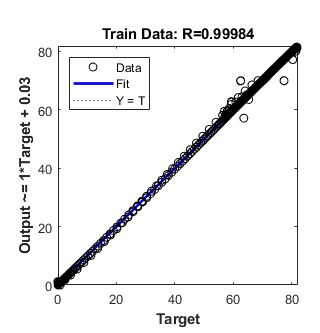 Train Data: R=0.99984
Data
Fit
Y = T
Output ~= 1*Target + 0.03
80
60
40
20
0
0 20 40 60 80
Target